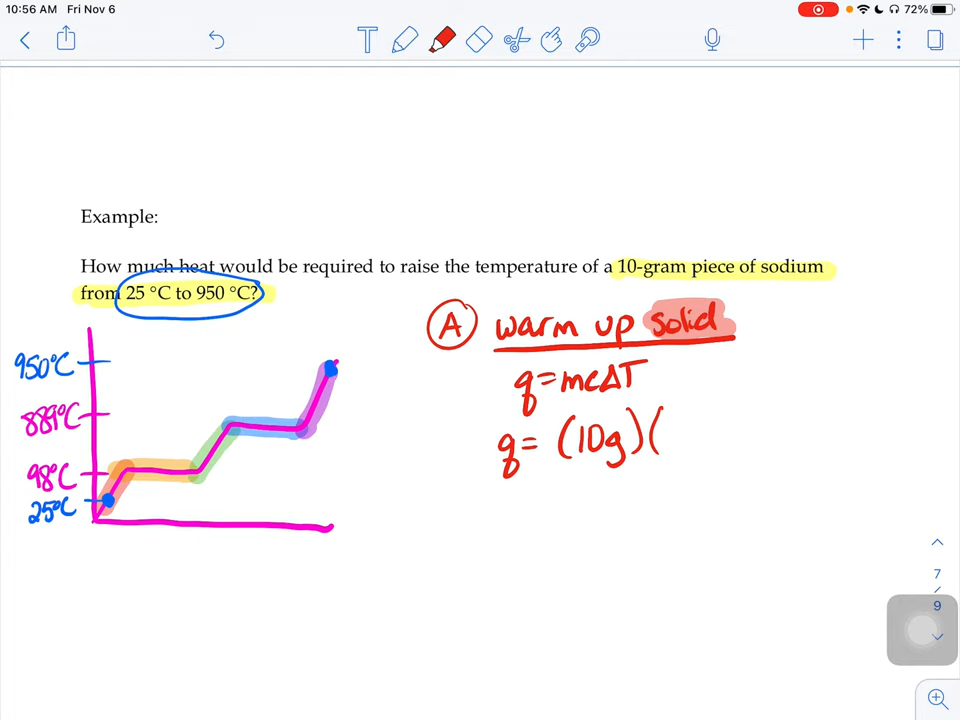 10:56 AM Fri Nov 6
72%
T
Example:
How much heat would be required to raise the temperature of a 10-gram piece of sodium
from 25 °C to 950 °C?
A warm up solid
q=mcΔT
q= (10g)(
950°C
889°C
98°C
25°C
7
/
9